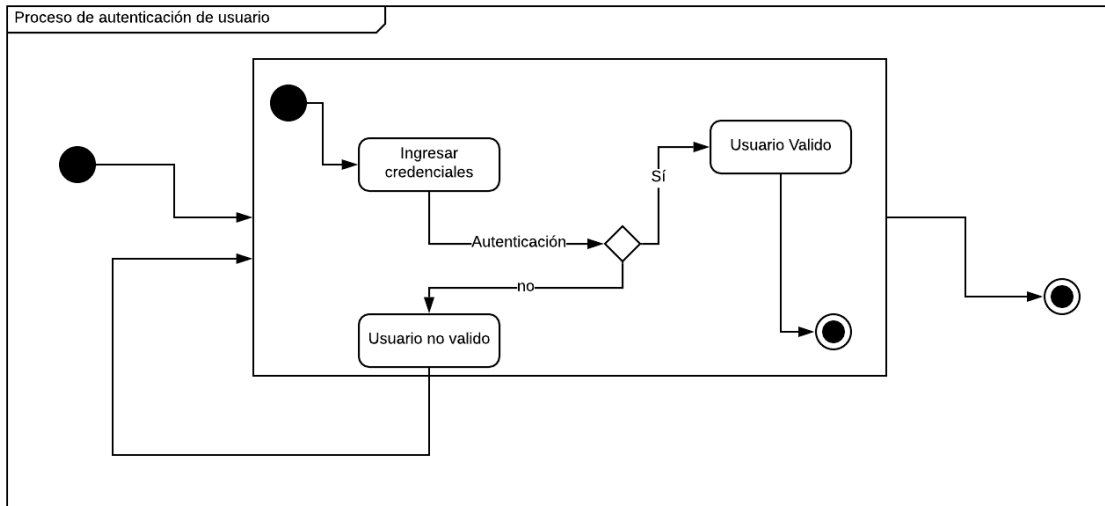 Proceso de autenticación de usuario
Ingresar
credenciales
Usuario Valido
Sí
Autenticación
no
Usuario no valido